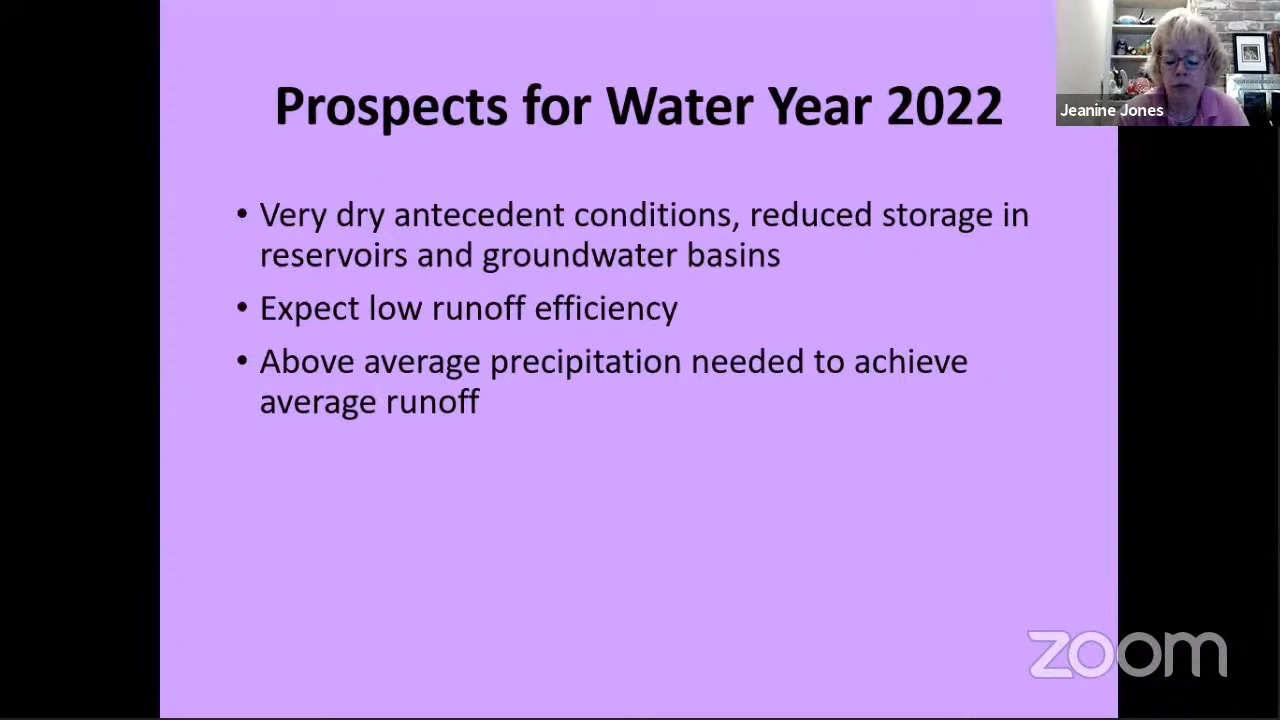 Prospects for Water Year 2022
Jeanine Jones
• Very dry antecedent conditions, reduced storage in
reservoirs and groundwater basins
• Expect low runoff efficiency
• Above average precipitation needed to achieve
average runoff
zoom